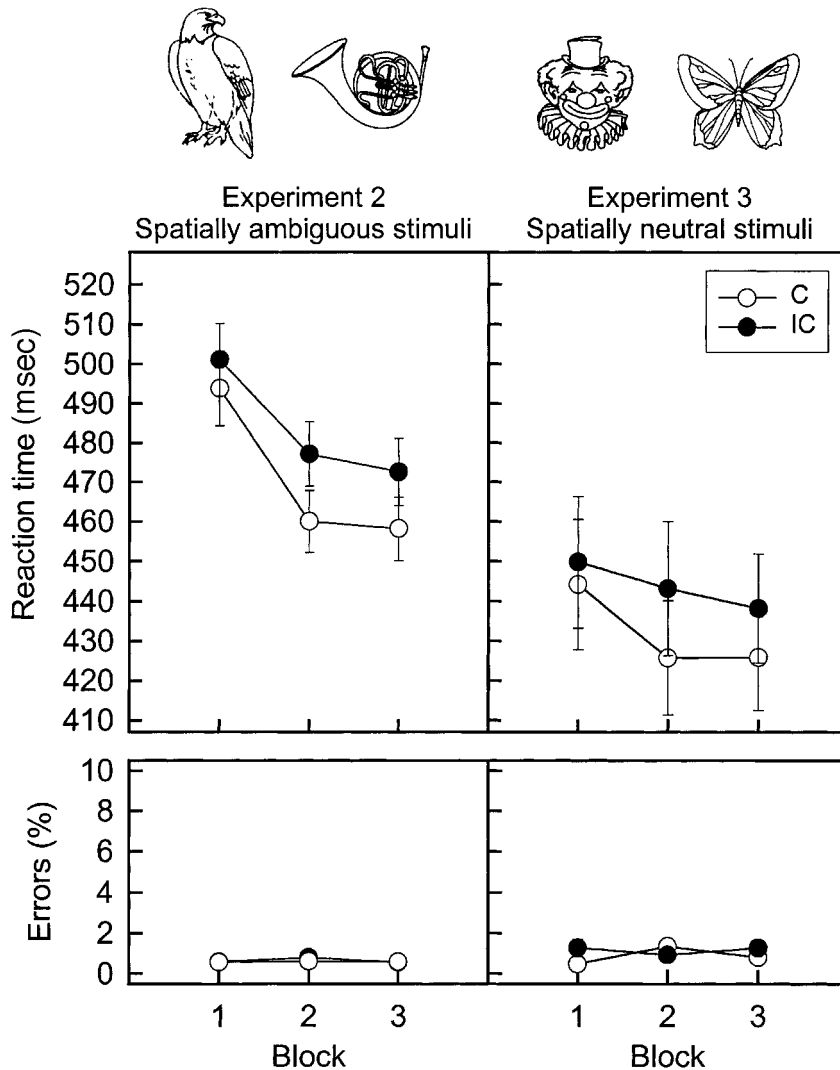 Experiment 2
Spatially ambiguous stimuli
Experiment 3
Spatially neutral stimuli
C
IC
Reaction time (msec)
520
510
500
490
480
470
460
450
440
430
420
410
Errors (%)
10
8
6
4
2
0
1 2 3
Block
1 2 3
Block